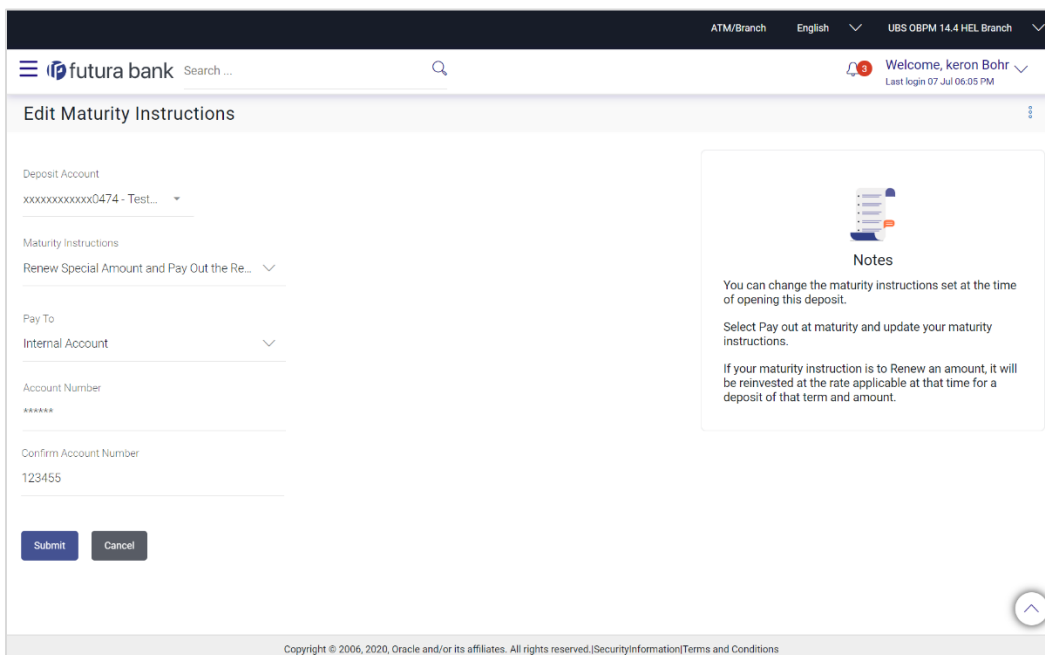 ATM/Branch English UBS OBPM 14.4 HEL Branch
futura bank Search ... 3 Welcome, keron Bohr
Last login 07 Jul 06:05 PM
Edit Maturity Instructions
Deposit Account
xxxxxxxxxxxx0474 - Test...
Maturity Instructions
Renew Special Amount and Pay Out the Re...
Pay To
Internal Account
Account Number
******
Confirm Account Number
123455
Submit Cancel
Notes
You can change the maturity instructions set at the time
of opening this deposit.
Select Pay out at maturity and update your maturity
instructions.
If your maturity instruction is to Renew an amount, it will
be reinvested at the rate applicable at that time for a
deposit of that term and amount.
Copyright © 2006, 2020, Oracle and/or its affiliates. All rights reserved.|SecurityInformation|Terms and Conditions